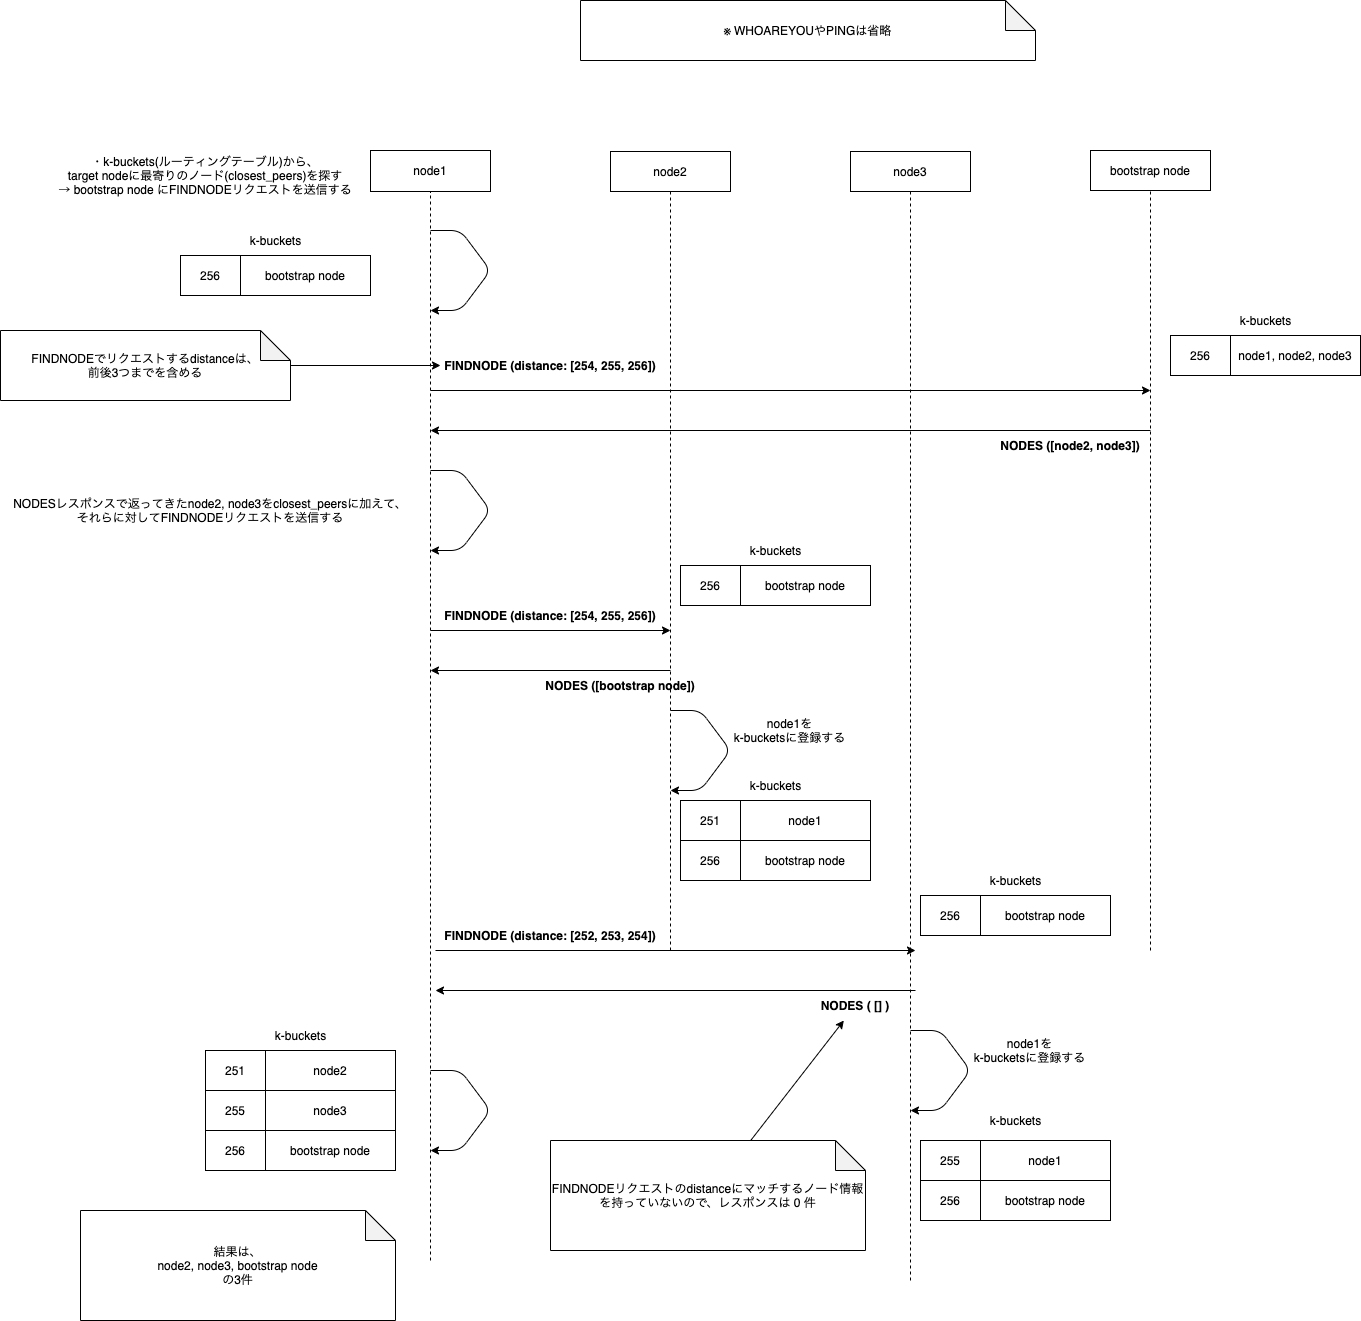 ※ WHOAREYOUやPINGは省略
・k-buckets(ルーティングテーブル)から、
target nodeに最寄りのノード(closest_peers)を探す
→ bootstrap node にFINDNODEリクエストを送信する
node1
node2
node3
bootstrap node
k-buckets
256 bootstrap node
k-buckets
256 node1, node2, node3
FINDNODEでリクエストするdistanceは、
前後3つまでを含める
FINDNODE (distance: [254, 255, 256])
NODES ([node2, node3])
NODESレスポンスで返ってきたnode2, node3をclosest_peersに加えて、
それらに対してFINDNODEリクエストを送信する
k-buckets
256 bootstrap node
FINDNODE (distance: [254, 255, 256])
NODES ([bootstrap node])
node1を
k-bucketsに登録する
k-buckets
251 node1
256 bootstrap node
k-buckets
256 bootstrap node
FINDNODE (distance: [252, 253, 254])
NODES ( [] )
node1を
k-bucketsに登録する
k-buckets
251 node2
255 node3
256 bootstrap node
k-buckets
255 node1
256 bootstrap node
FINDNODEリクエストのdistanceにマッチするノード情報
を持っていないので、レスポンスは 0 件
結果は、
node2, node3, bootstrap node
の3件